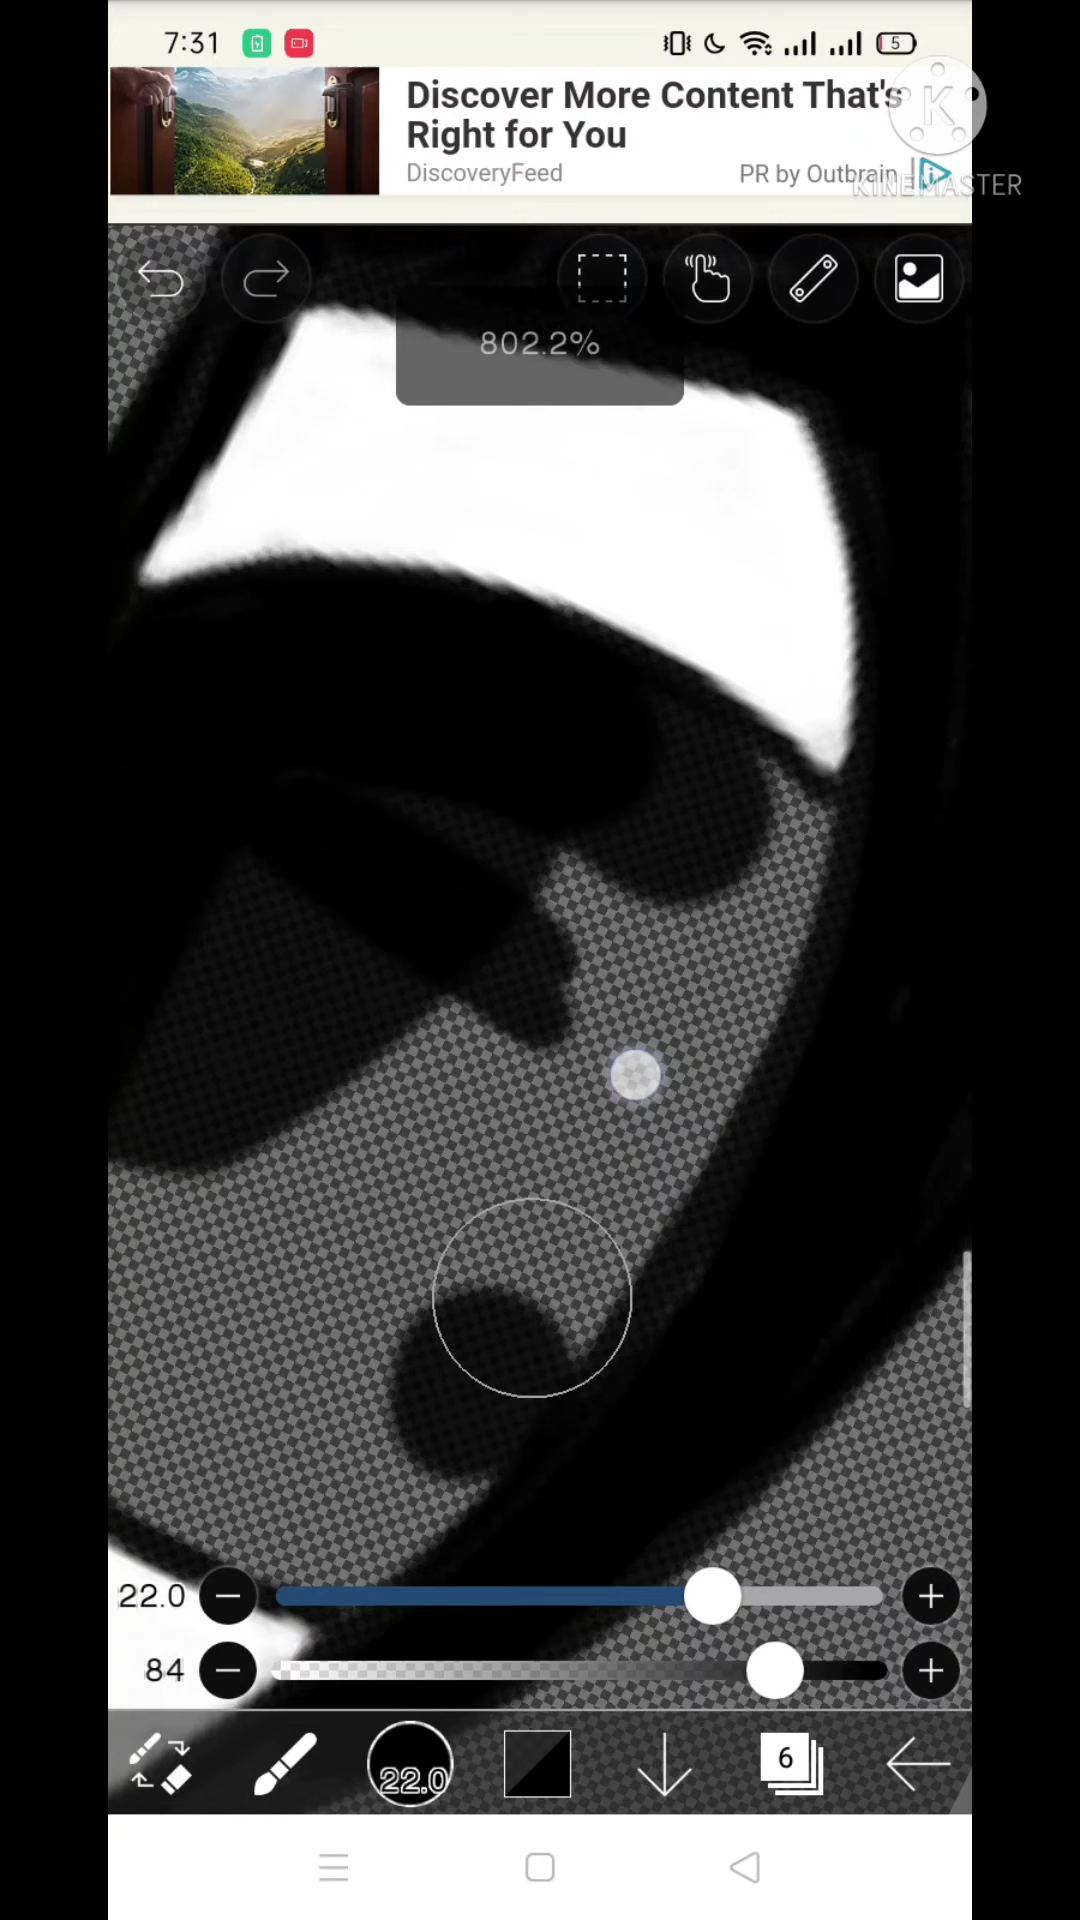 7:31
5
Discover More Content That's
Right for You
DiscoveryFeed
PR by Outbrain
K
KINEMASTER
802.2%
22.0
84
22.0
6